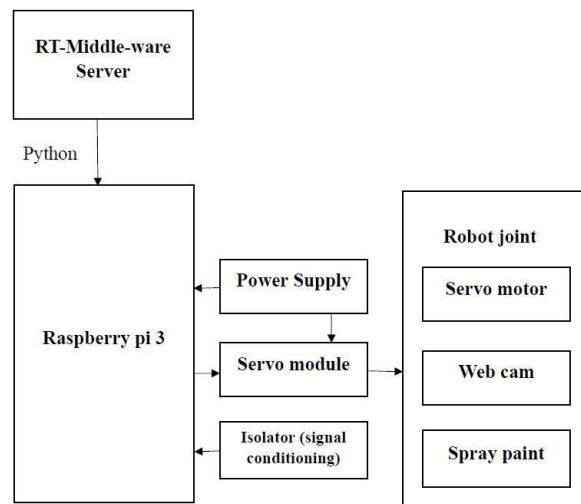 RT-Middle-ware
Server
Python
Raspberry pi 3
Power Supply
Servo module
Isolator (signal
conditioning)
Robot joint
Servo motor
Web cam
Spray paint